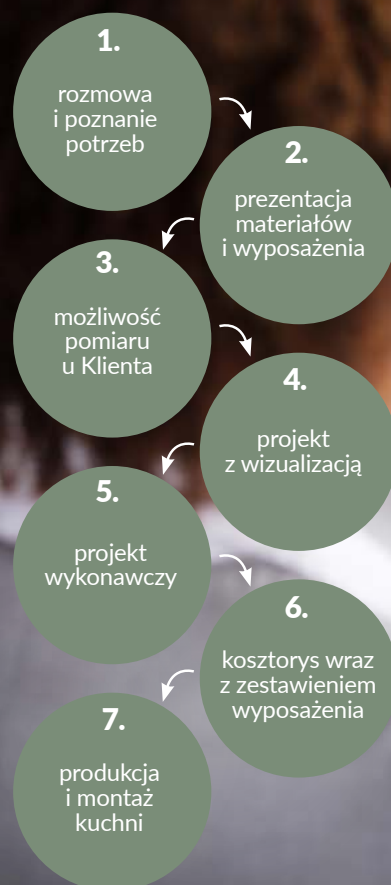 1.
rozmowa
i poznanie
potrzeb
2.
prezentacja
materiałów
i wyposażenia
3.
możliwość
pomiaru
u Klienta
4.
projekt
z wizualizacją
5.
projekt
wykonawczy
6.
kosztorys wraz
z zestawieniem
wyposażenia
7.
produkcja
i montaż
kuchni